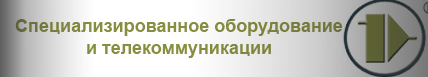 Специализированное оборудование
и телекоммуникации